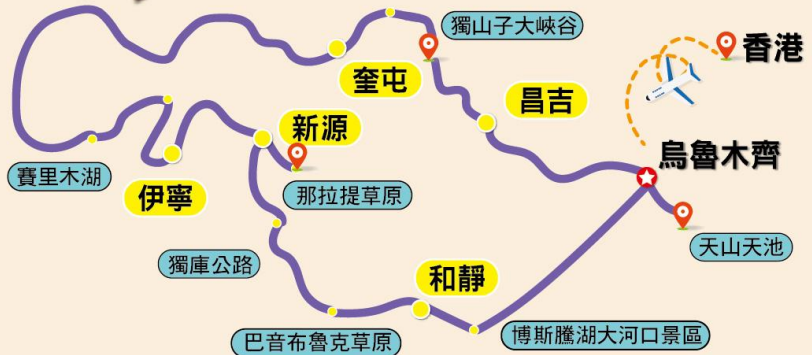 獨山子大峽谷
香港
奎屯
昌吉
新源
烏魯木齊
賽里木湖
伊寧
那拉提草原
天山天池
獨庫公路
和靜
巴音布魯克草原
博斯騰湖大河口景區